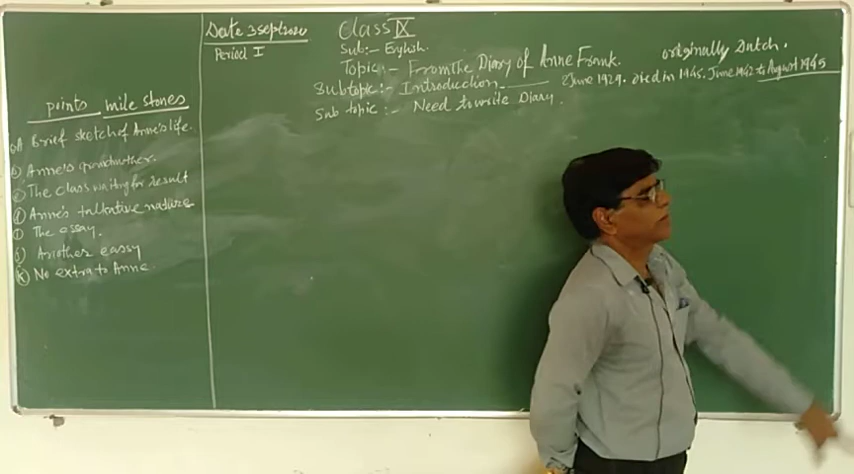 Date 3 Sept 2020
Period I
Class IX
Sub:- English.
Topic:- From the Diary of Anne Frank. originally Dutch.
Subtopic:- Introduction. June 1929. died in 1945. June 1942 to August 1945
Sub topic:- Need to write Diary.
points mile stones
A Brief sketch of Anne's life.
Anne's grandmother.
The class waiting for result
Anne's talkative nature
The essay.
Another eassy
No extra to Anne.